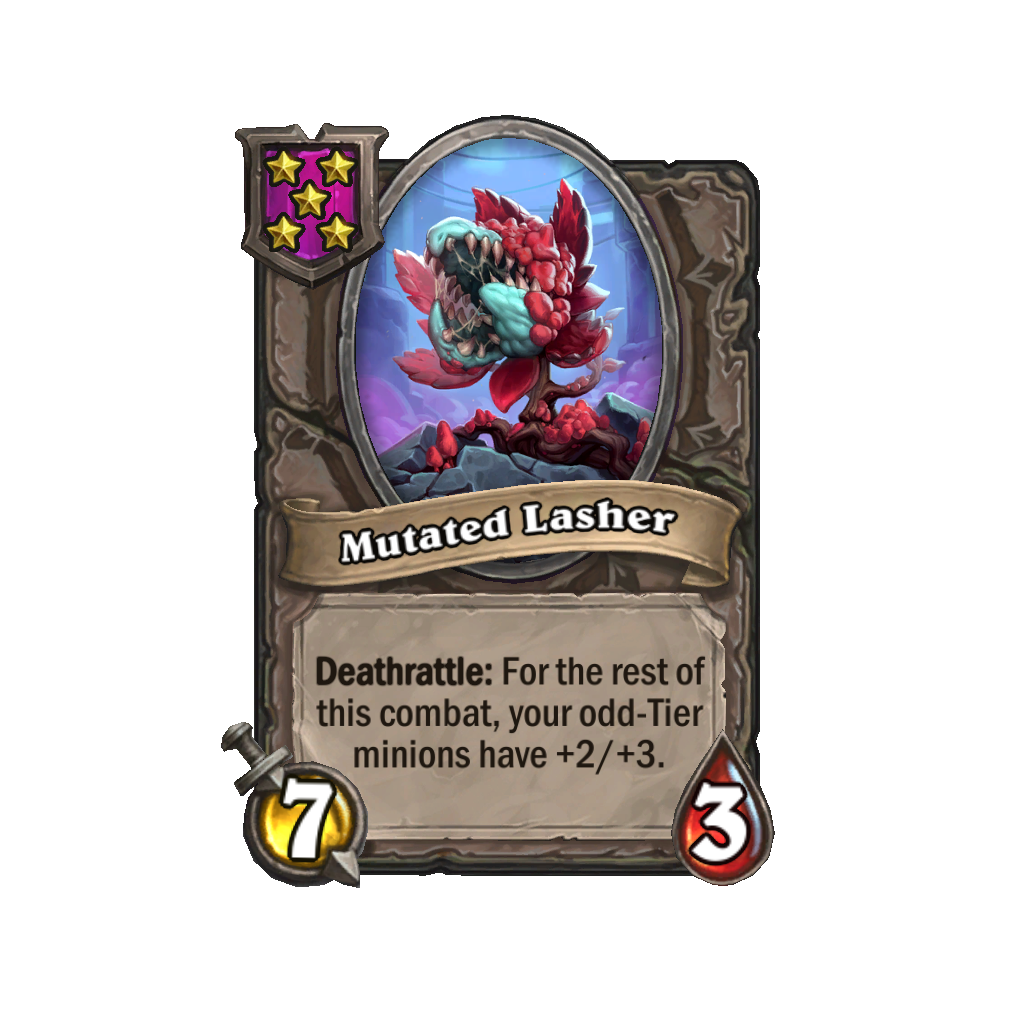 Mutated Lasher
Deathrattle: For the rest of
this combat, your odd-Tier
minions have +2/+3.
7
3